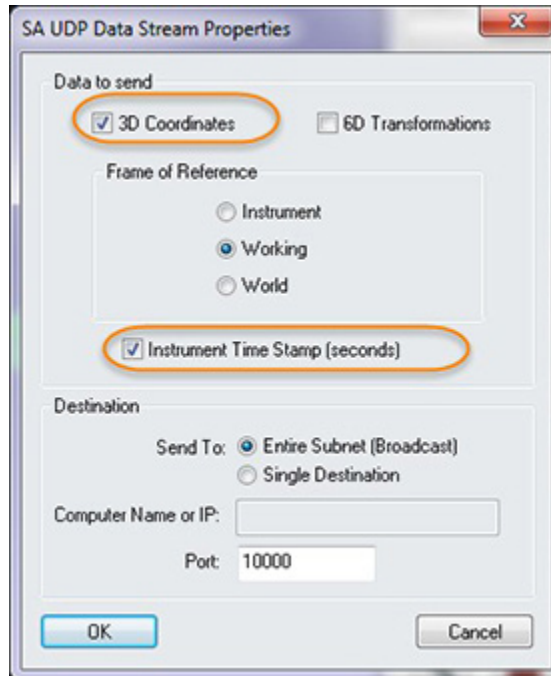 SA UDP Data Stream Properties
Data to send
3D Coordinates 6D Transformations
Frame of Reference
Instrument
Working
World
Instrument Time Stamp (seconds)
Destination
Send To: Entire Subnet (Broadcast)
Single Destination
Computer Name or IP:
Port: 10000
OK Cancel